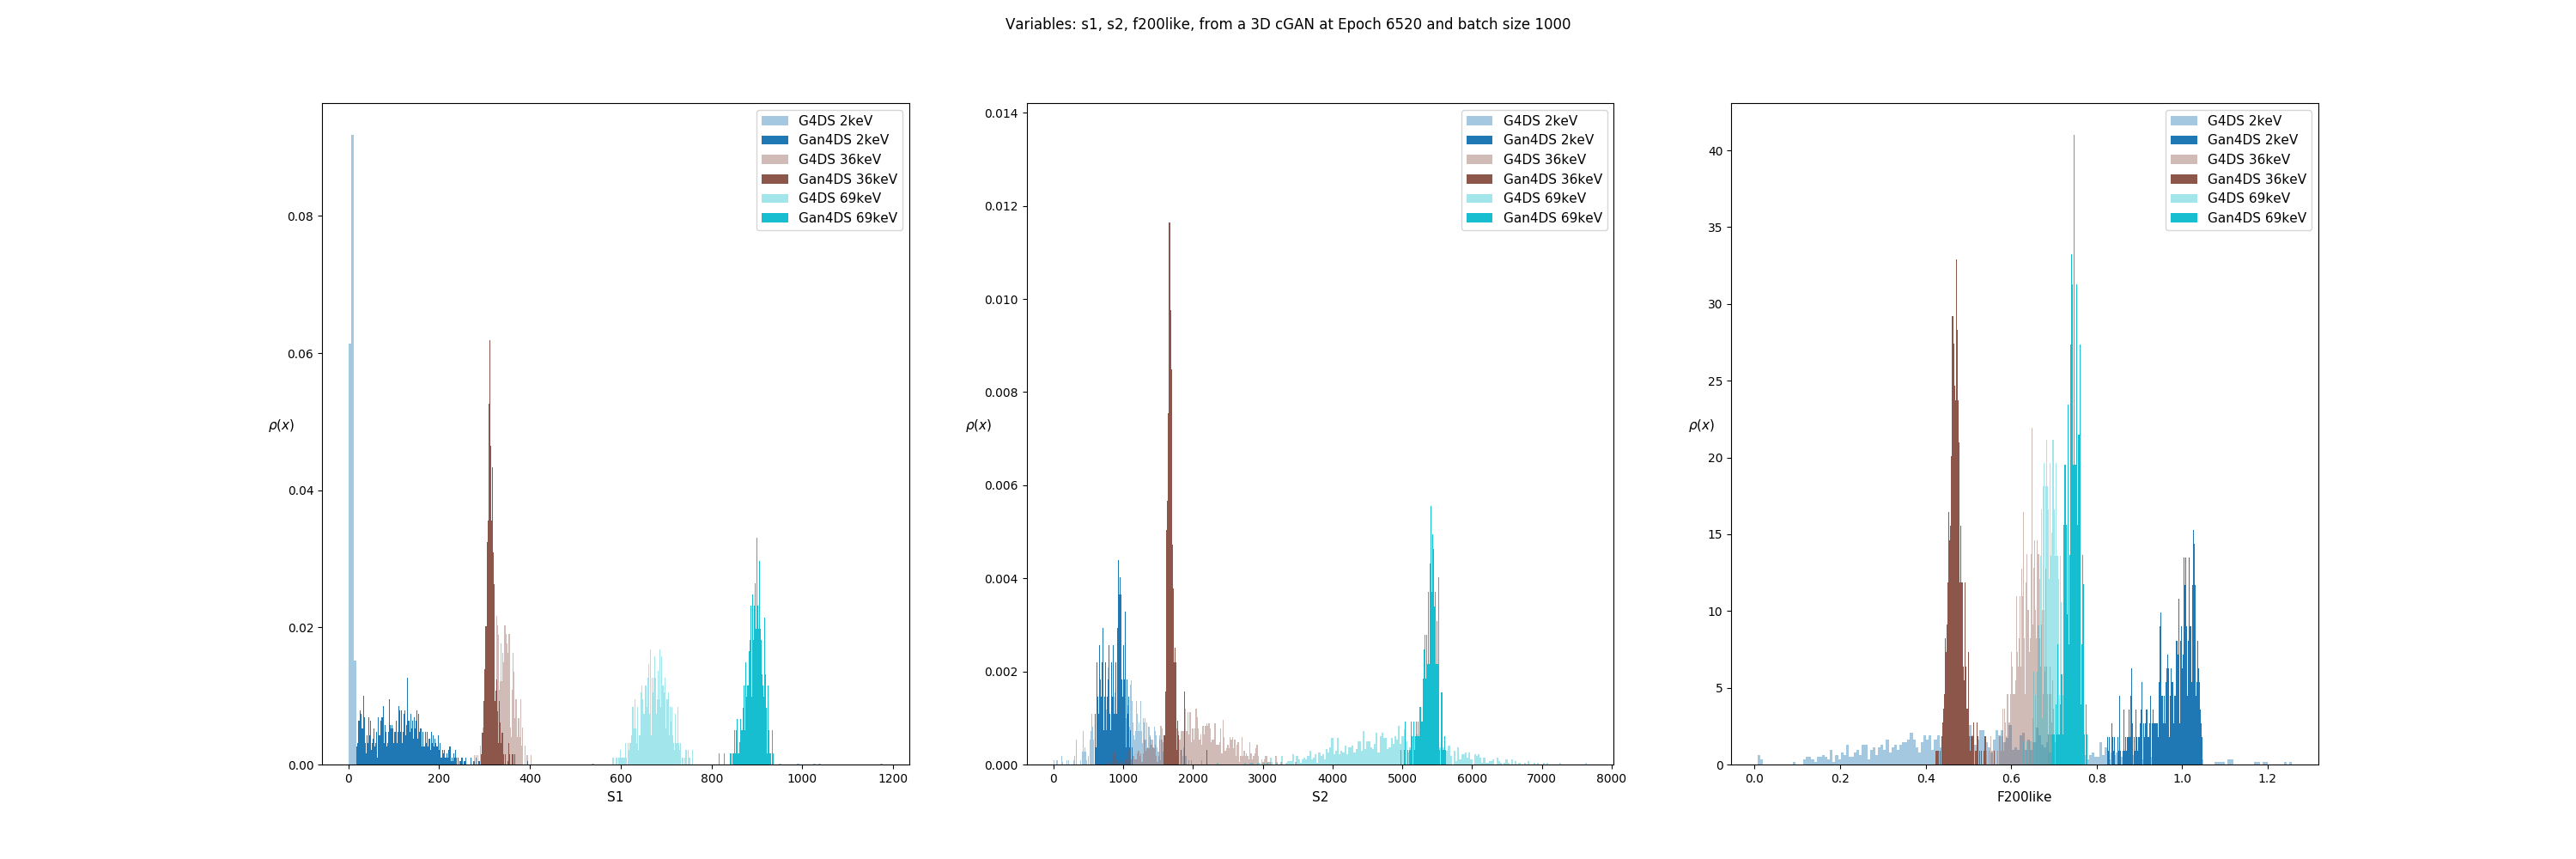 Variables: s1, s2, f200like, from a 3D cGAN at Epoch 6520 and batch size 1000
G4DS 2keV
Gan4DS 2keV
G4DS 36keV
Gan4DS 36keV
G4DS 69keV
Gan4DS 69keV
0.08
0.06
0.04
0.02
0.00
ρ(x)
0
200
400
600
800
1000
1200
S1
G4DS 2keV
Gan4DS 2keV
G4DS 36keV
Gan4DS 36keV
G4DS 69keV
Gan4DS 69keV
0.014
0.012
0.010
0.008
0.006
0.004
0.002
0.000
ρ(x)
0
1000
2000
3000
4000
5000
6000
7000
8000
S2
G4DS 2keV
Gan4DS 2keV
G4DS 36keV
Gan4DS 36keV
G4DS 69keV
Gan4DS 69keV
40
35
30
25
20
15
10
5
0
ρ(x)
0.0
0.2
0.4
0.6
0.8
1.0
1.2
F200like